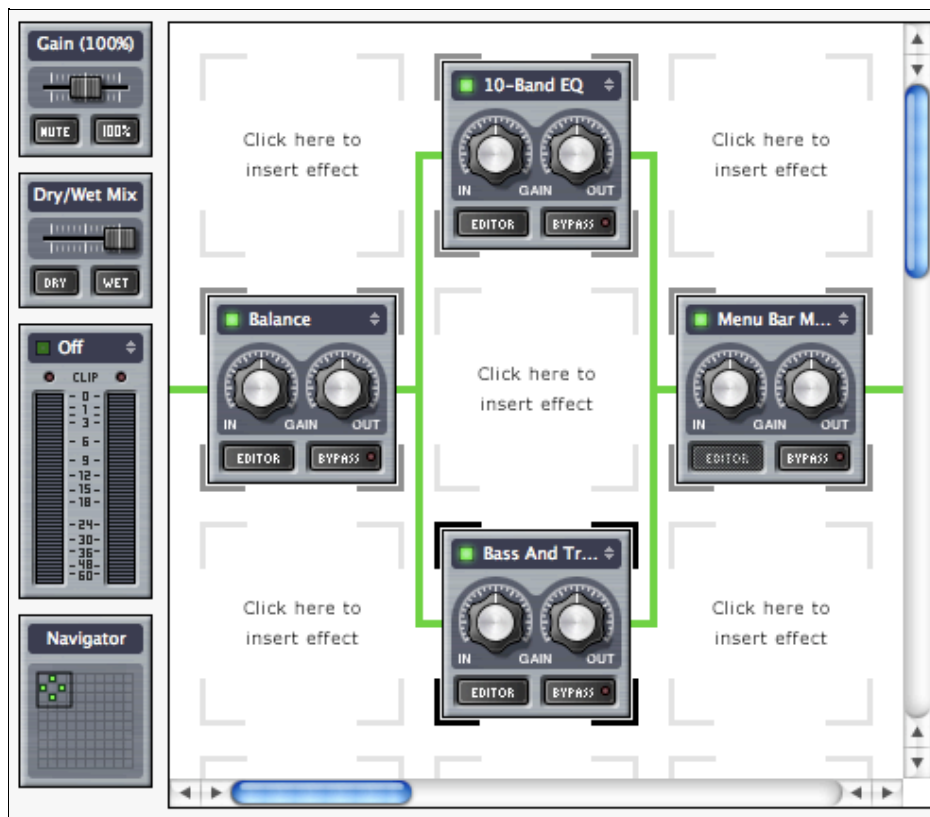 Gain (100%)
MUTE
100%
Dry/Wet Mix
DRY
WET
Off
CLIP
0
1
3
6
9
12
15
18
24
30
36
48
60
Navigator
Click here to
insert effect
10-Band EQ
IN GAIN OUT
EDITOR
BYPASS
Click here to
insert effect
Balance
IN GAIN OUT
EDITOR
BYPASS
Click here to
insert effect
Menu Bar M...
IN GAIN OUT
EDITOR
BYPASS
Click here to
insert effect
Bass And Tr...
IN GAIN OUT
EDITOR
BYPASS
Click here to
insert effect